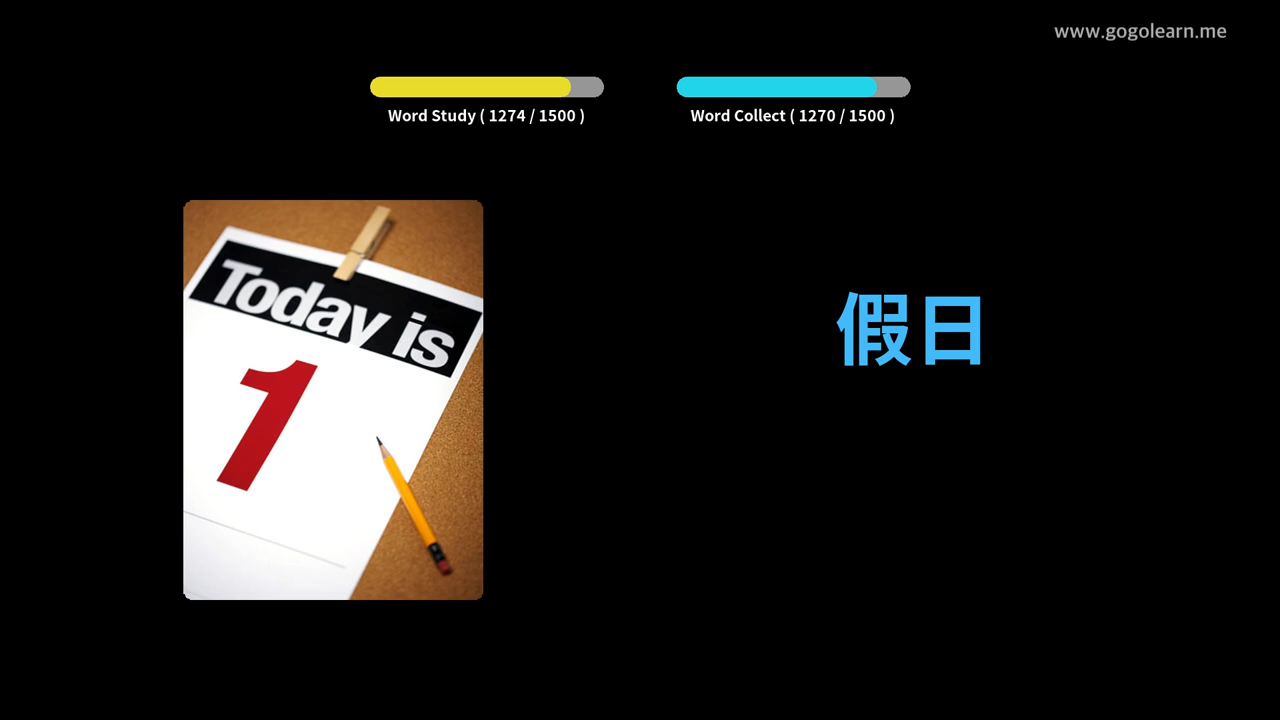 www.gogolearn.me
Word Study ( 1274 / 1500 )
Word Collect ( 1270 / 1500 )
Today is
1
假日